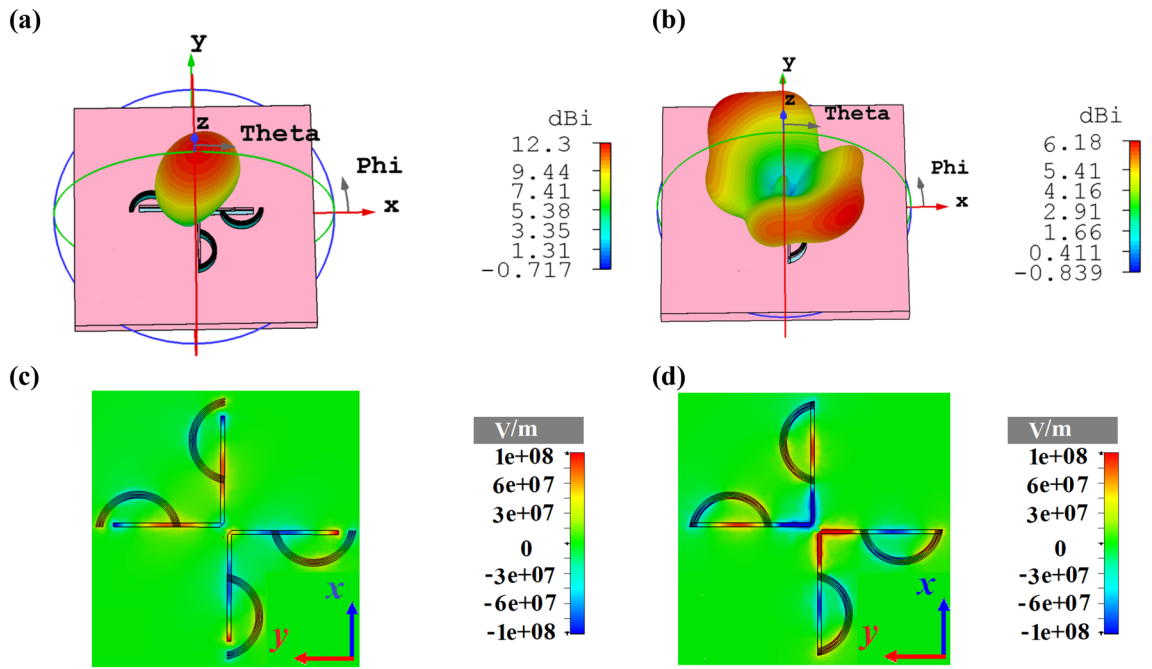 (a)
y
z
Theta
Phi
x
dBi
12.3
9.44
7.41
5.38
3.35
1.31
-0.717
(b)
y
z
Theta
Phi
x
dBi
6.18
5.41
4.16
2.91
1.66
0.411
-0.839
(c)
x
y
V/m
1e+08
6e+07
3e+07
0
-3e+07
-6e+07
-1e+08
(d)
x
y
V/m
1e+08
6e+07
3e+07
0
-3e+07
-6e+07
-1e+08